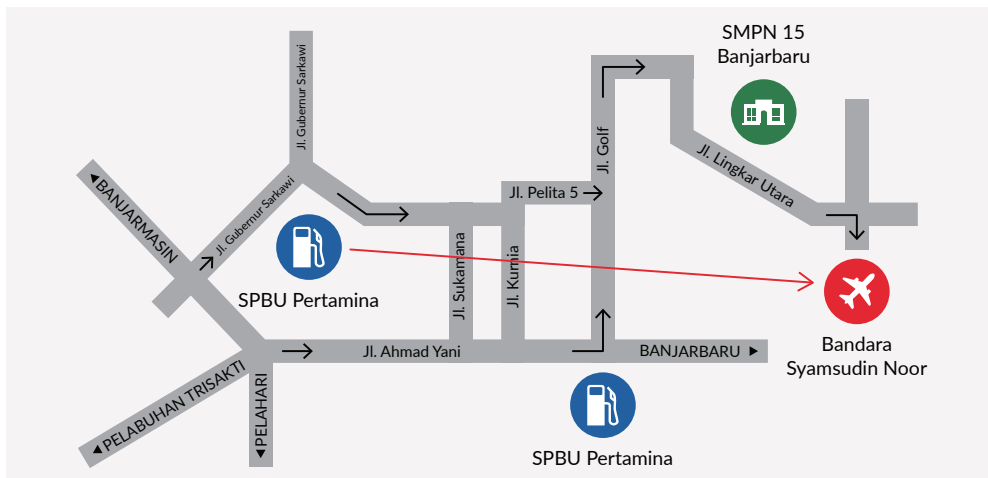 SMPN 15
Banjarbaru
Jl. Gubernur Sarkawi
Jl. Golf
Jl. Lingkar Utara
BANJARMASIN
Jl. Gubernur Sarkawi
Jl. Pelita 5
SPBU Pertamina
Jl. Sukamana
Jl. Kurnia
Bandara
Syamsudin Noor
Jl. Ahmad Yani
BANJARBARU
PELABUHAN TRISAKTI
PELAHARI
SPBU Pertamina